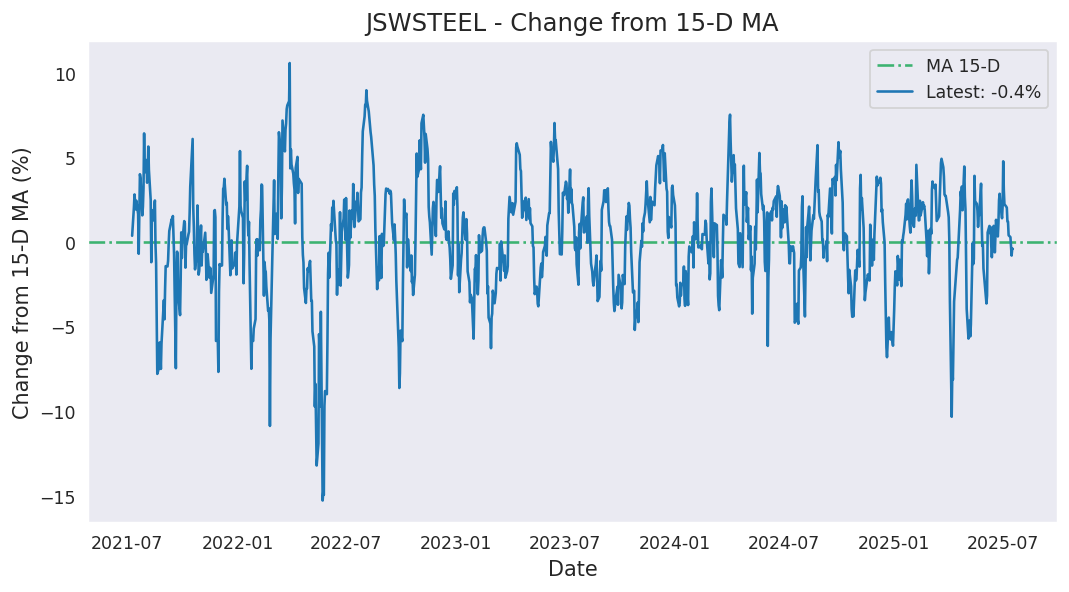 JSWSTEEL - Change from 15-D MA
MA 15-D
Latest: -0.4%
Change from 15-D MA (%)
10
5
0
−5
−10
−15
2021-07 2022-01 2022-07 2023-01 2023-07 2024-01 2024-07 2025-01 2025-07
Date